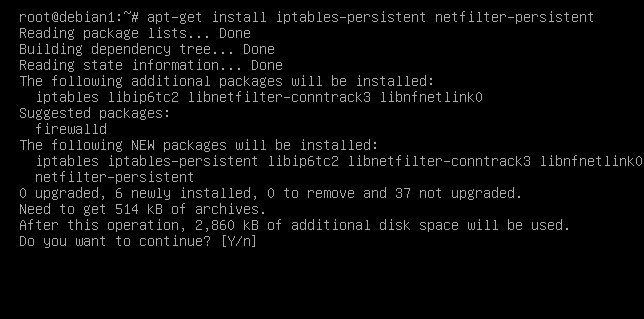 root@debian1:~# apt-get install iptables-persistent netfilter-persistent
Reading package lists... Done
Building dependency tree... Done
Reading state information... Done
The following additional packages will be installed:
  iptables libip6tc2 libnetfilter-conntrack3 libnfnetlink0
Suggested packages:
  firewalld
The following NEW packages will be installed:
  iptables iptables-persistent libip6tc2 libnetfilter-conntrack3 libnfnetlink0
  netfilter-persistent
0 upgraded, 6 newly installed, 0 to remove and 37 not upgraded.
Need to get 514 kB of archives.
After this operation, 2,860 kB of additional disk space will be used.
Do you want to continue? [Y/n]